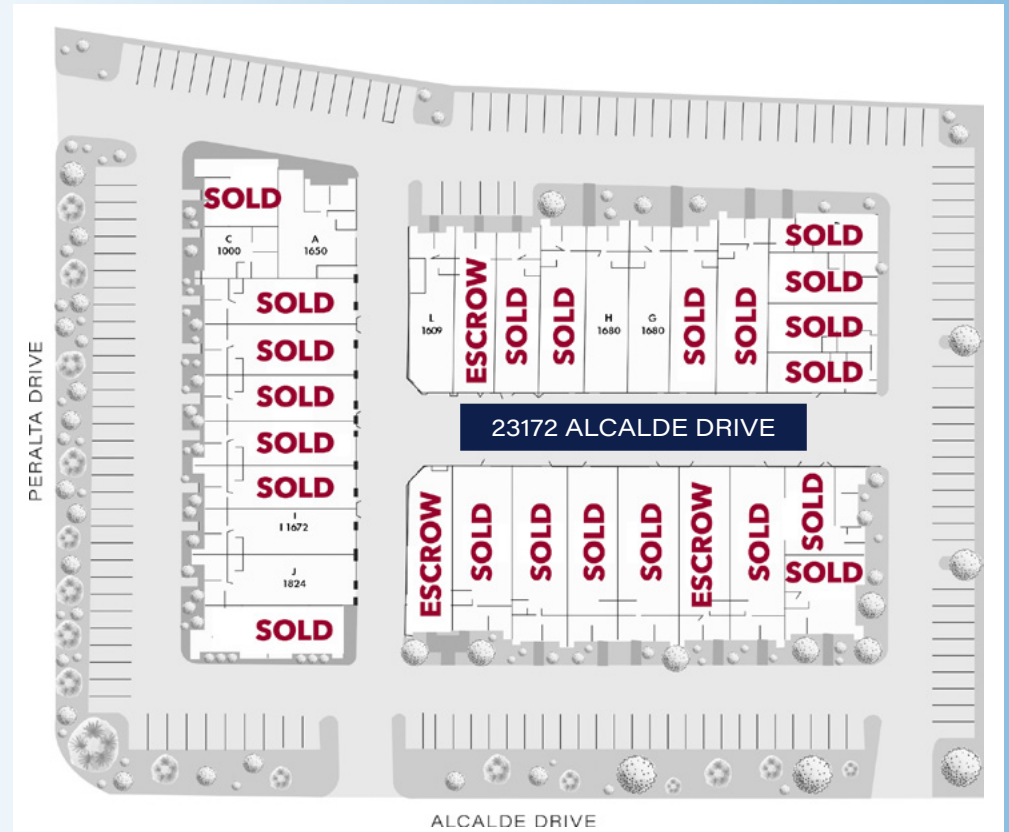 SOLD
C
1000
A
1650
SOLD
SOLD
SOLD
SOLD
SOLD
I
I 1672
J
1824
SOLD
L
1609
ESCROW
SOLD
SOLD
H
1680
G
1680
SOLD
SOLD
SOLD
SOLD
SOLD
SOLD
23172 ALCALDE DRIVE
ESCROW
SOLD
SOLD
SOLD
SOLD
ESCROW
SOLD
SOLD
SOLD
PERALTA DRIVE
ALCALDE DRIVE